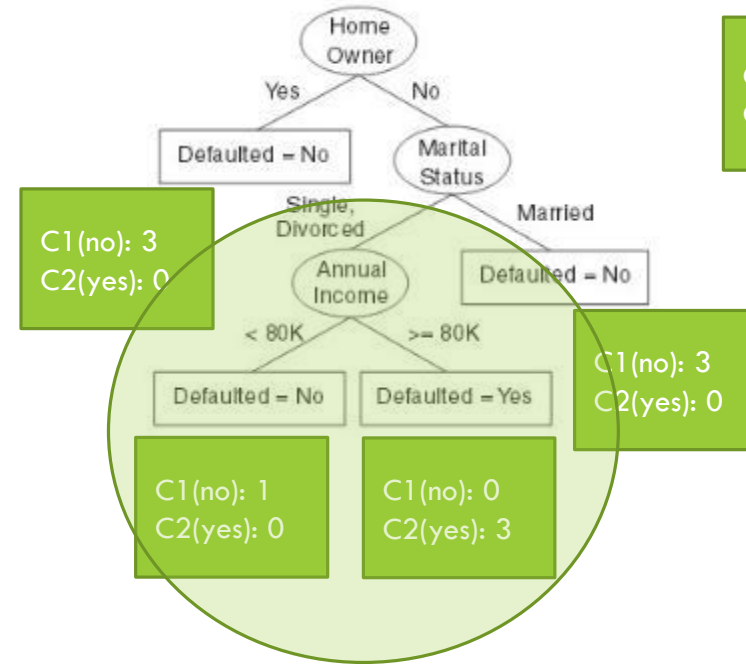 Home
Owner
Yes
No
Defaulted = No
Marital
Status
C1(no): 3
C2(yes): 0
Single,
Divorced
Married
Annual
Income
Defaulted = No
< 80K
>= 80K
C1(no): 3
C2(yes): 0
Defaulted = No
Defaulted = Yes
C1(no): 1
C2(yes): 0
C1(no): 0
C2(yes): 3